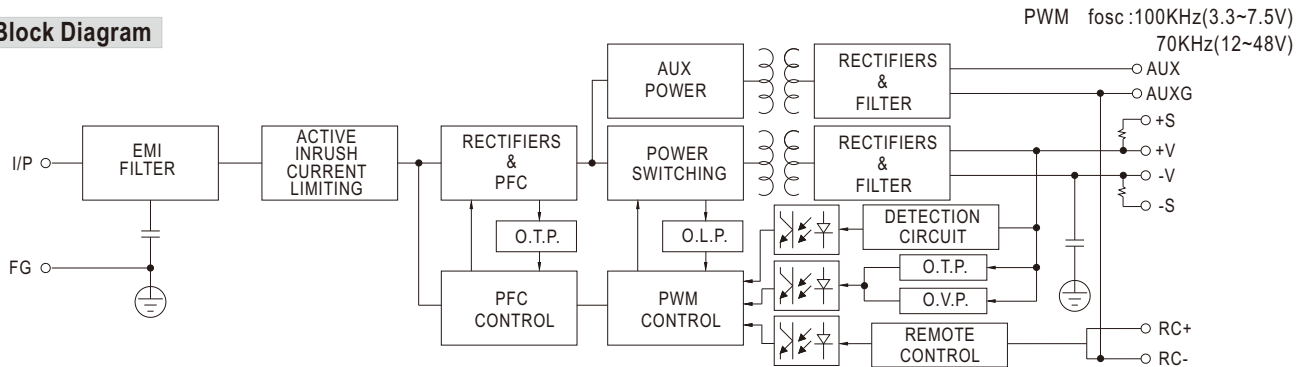 Block Diagram
PWM fosc :100KHz(3.3~7.5V)
70KHz(12~48V)
AUX
POWER
RECTIFIERS
&
FILTER
AUX
AUXG
I/P
EMI
FILTER
ACTIVE
INRUSH
CURRENT
LIMITING
RECTIFIERS
&
PFC
POWER
SWITCHING
RECTIFIERS
&
FILTER
+S
+V
-V
-S
O.T.P.
O.L.P.
DETECTION
CIRCUIT
FG
PFC
CONTROL
PWM
CONTROL
O.T.P.
O.V.P.
REMOTE
CONTROL
RC+
RC-